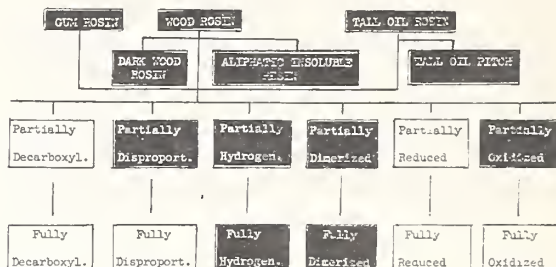 GUM ROSIN WOOD ROSIN TALL OIL ROSIN
DARK WOOD ALIPHATIC INSOLUBLE TALL OIL PITCH
ROSIN RESIN
Partially Partially Partially Partially Partially Partially
Decarboxyl. Disproport. Hydrogen. Dimerized Reduced Oxidized
Fully Fully Fully Fully Fully Fully
Decarboxyl. Disproport. Hydrogen. Dimerized Reduced Oxidized